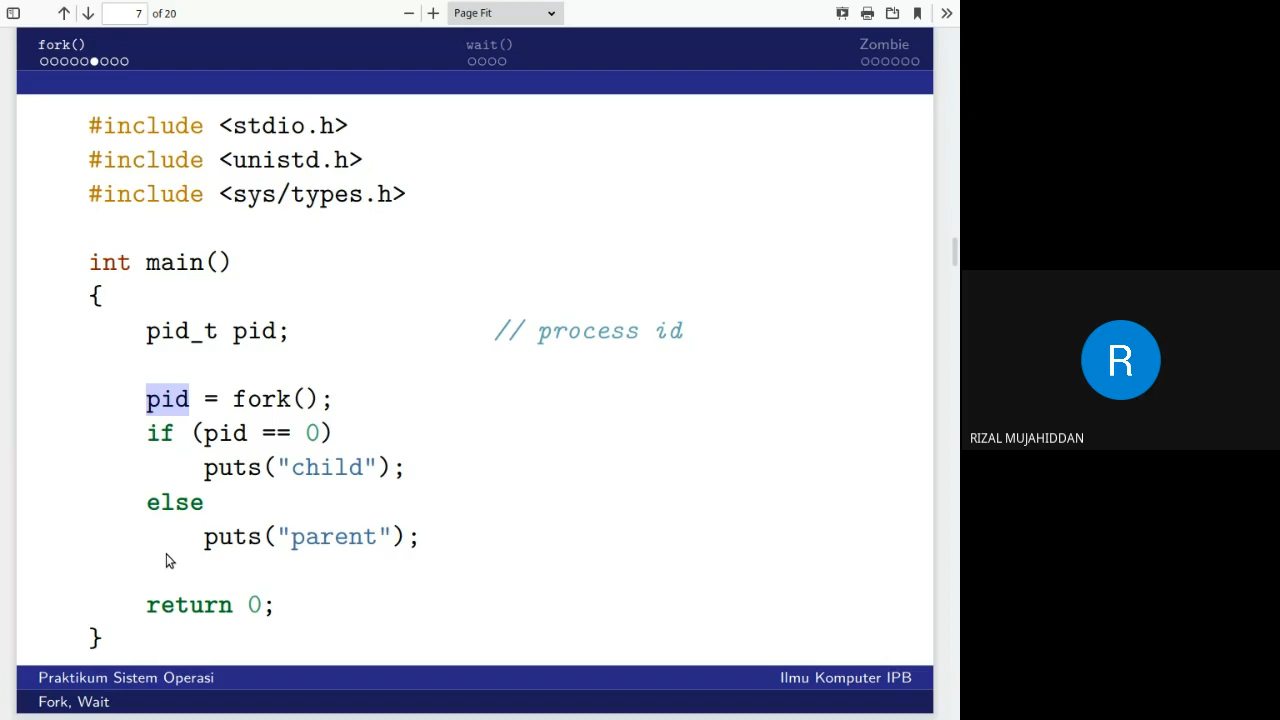 7 of 20
Page Fit
fork()
wait()
Zombie
#include <stdio.h>
#include <unistd.h>
#include <sys/types.h>
int main()
{
pid_t pid; // process id
pid = fork();
if (pid == 0)
puts("child");
else
puts("parent");
return 0;
}
Praktikum Sistem Operasi
Ilmu Komputer IPB
Fork, Wait
R
RIZAL MUJAHIDDAN